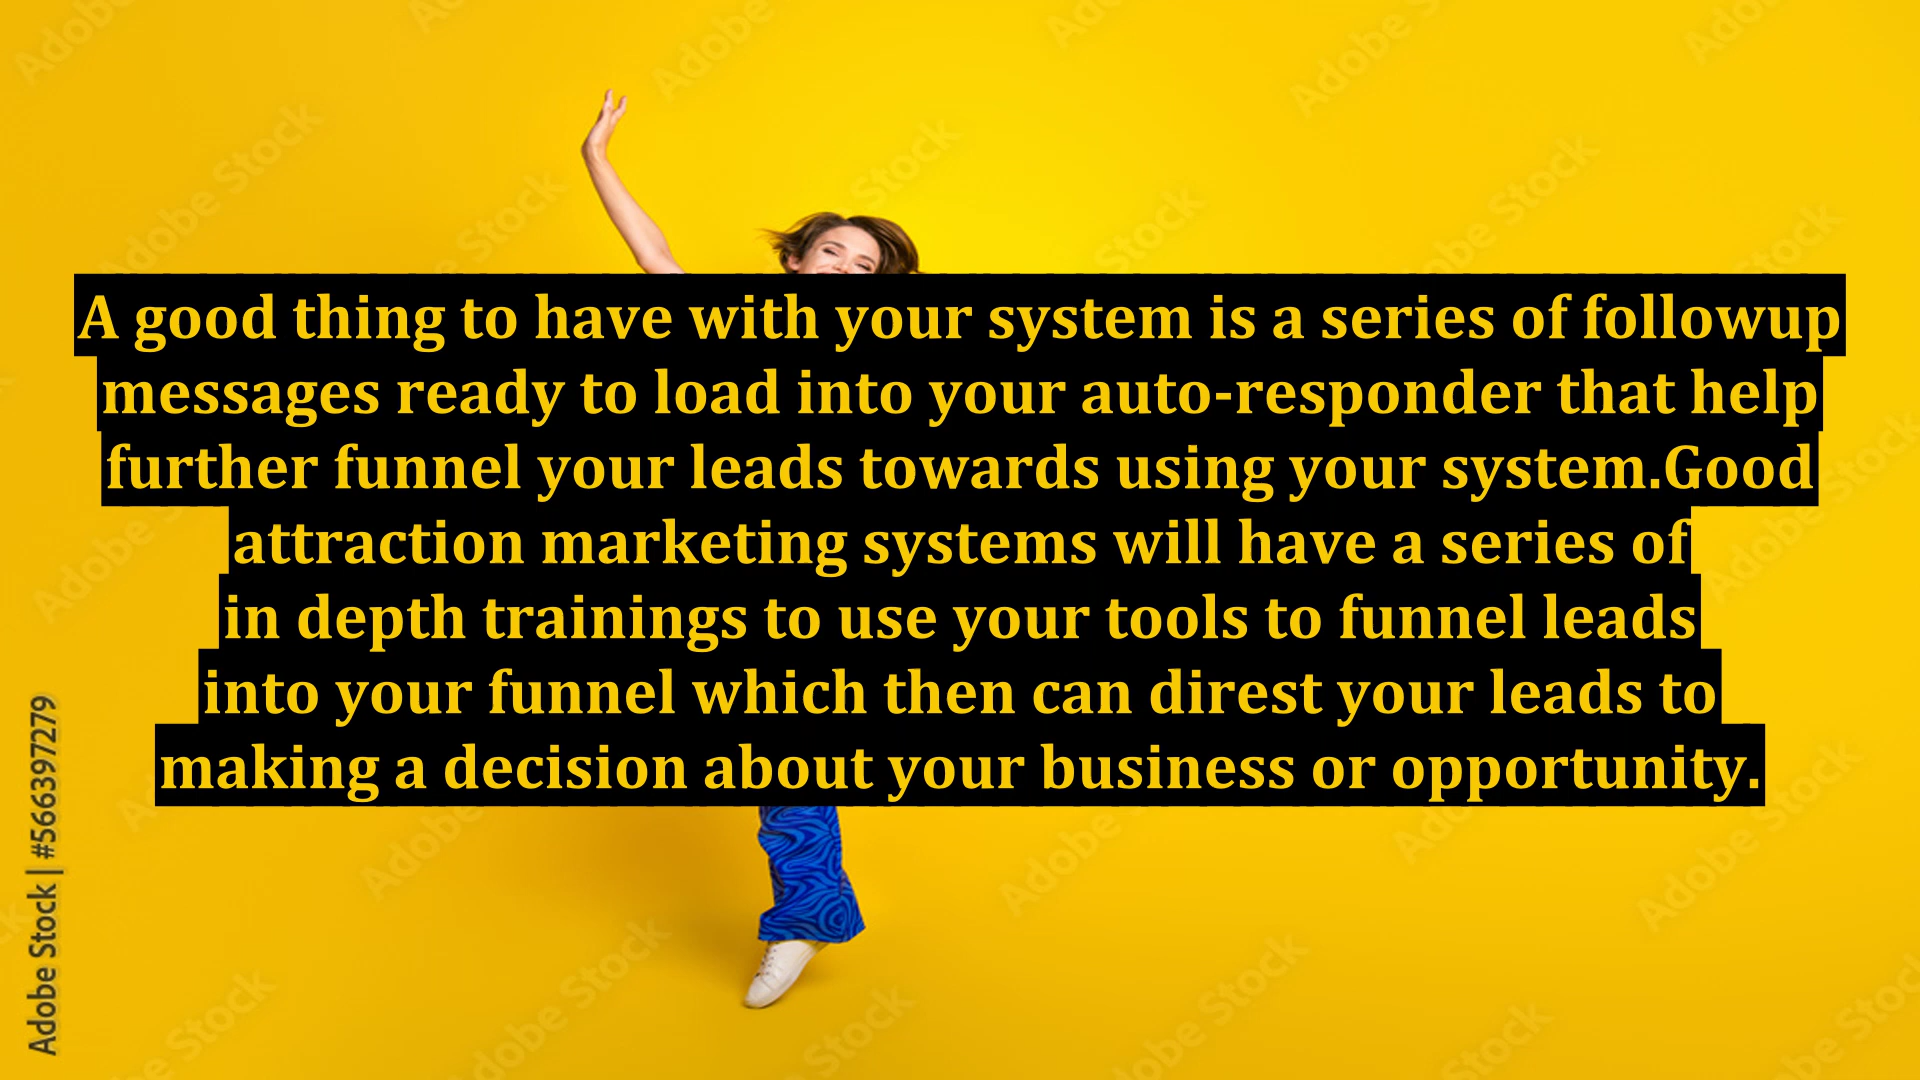 A good thing to have with your system is a series of followup
messages ready to load into your auto-responder that help
further funnel your leads towards using your system.Good
attraction marketing systems will have a series of
in depth trainings to use your tools to funnel leads
into your funnel which then can direst your leads to
making a decision about your business or opportunity.
Adobe Stock | #566397279
Adobe Stock